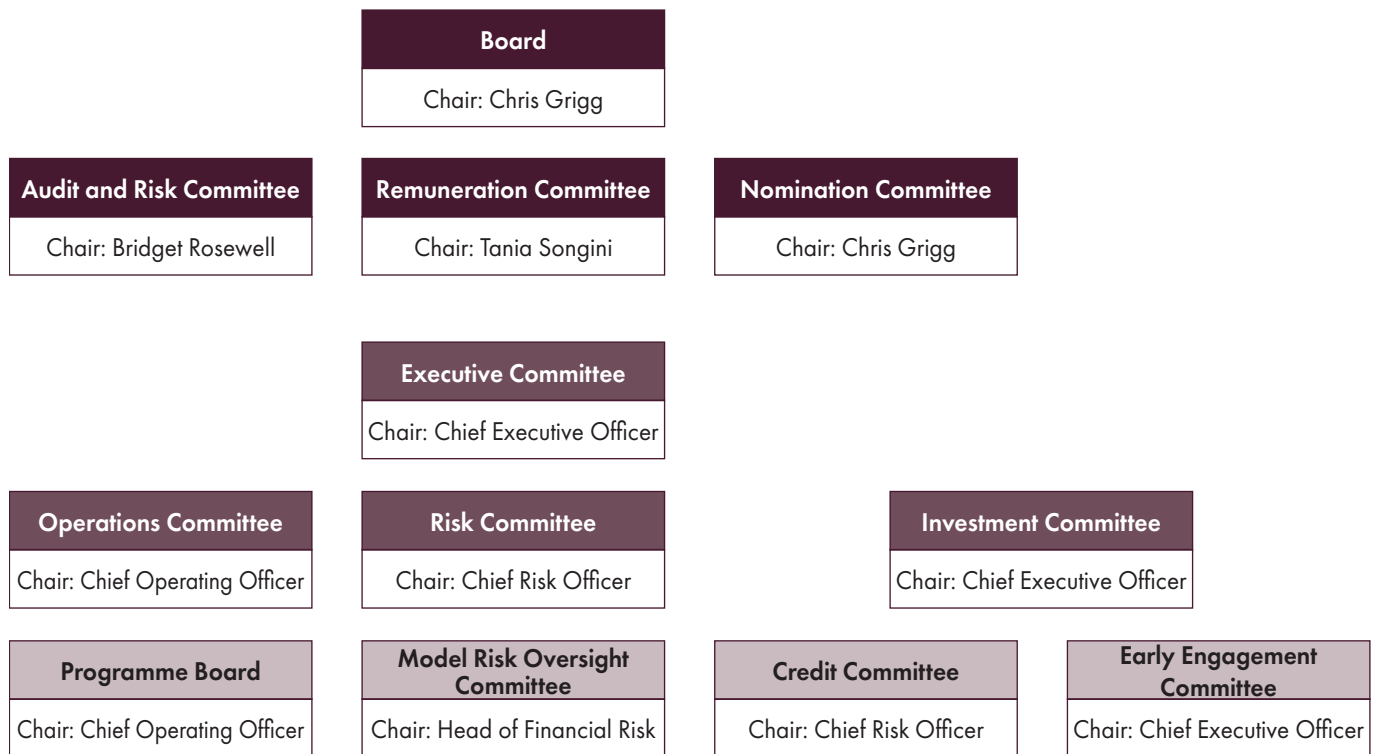 Board
Chair: Chris Grigg
Audit and Risk Committee
Chair: Bridget Rosewell
Remuneration Committee
Chair: Tania Songini
Nomination Committee
Chair: Chris Grigg
Executive Committee
Chair: Chief Executive Officer
Operations Committee
Chair: Chief Operating Officer
Risk Committee
Chair: Chief Risk Officer
Investment Committee
Chair: Chief Executive Officer
Programme Board
Chair: Chief Operating Officer
Model Risk Oversight
Committee
Chair: Head of Financial Risk
Credit Committee
Chair: Chief Risk Officer
Early Engagement
Committee
Chair: Chief Executive Officer